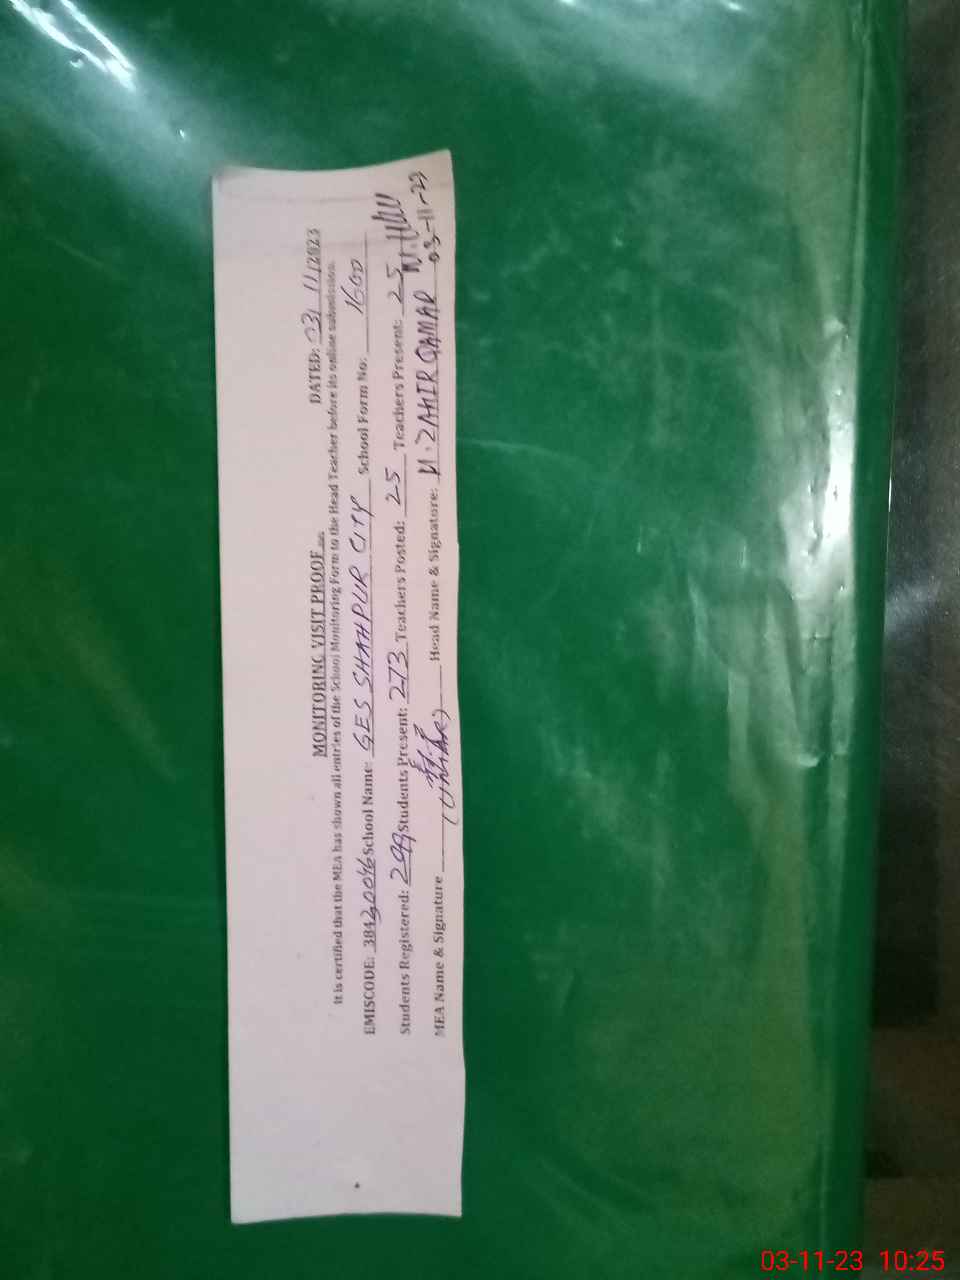 MONITORING VISIT PROOF
DATED: 03/11/2023
It is certified that the MEA has shown all entries of the School Monitoring Form to the Head Teacher before its online submission.
EMISCODE: School Name: GES SHAHPUR CITY School Form No: 1600
Students Registered: 299 Students Present: 273 Teachers Posted: 25 Teachers Present: 25
MEA Name & Signature (UMAR) Head Name & Signature: ZAHIR QAMAR 03-11-23
03-11-23 10:25